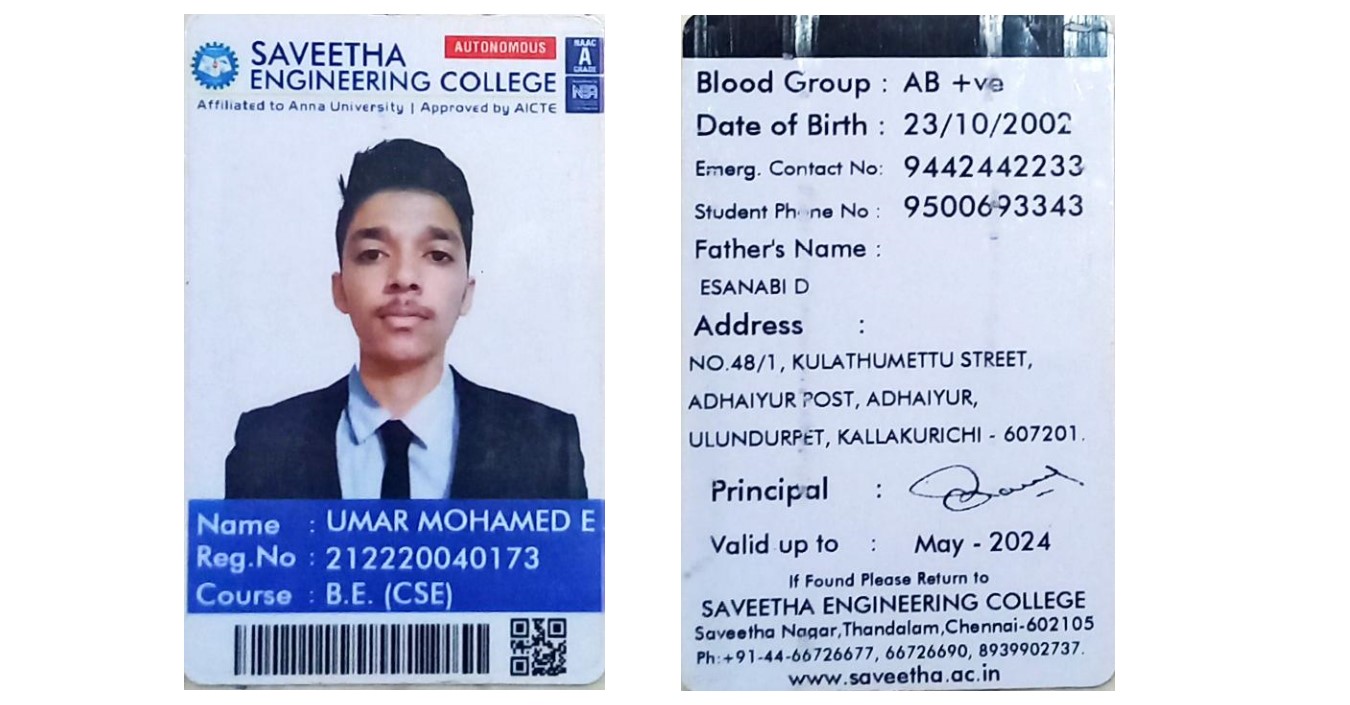 SAVEETHA
ENGINEERING COLLEGE
AUTONOMOUS
NAAC
A
GRADE
NBA
Affiliated to Anna University | Approved by AICTE
Name : UMAR MOHAMED E
Reg.No : 212220040173
Course : B.E. (CSE)
Blood Group : AB +ve
Date of Birth : 23/10/2002
Emerg. Contact No: 9442442233
Student Phone No : 9500693343
Father's Name :
ESANABI D
Address :
NO.48/1, KULATHUMETTU STREET,
ADHAIYUR POST, ADHAIYUR,
ULUNDURPET, KALLAKURICHI - 607201.
Principal :
Valid up to : May - 2024
If Found Please Return to
SAVEETHA ENGINEERING COLLEGE
Saveetha Nagar,Thandalam,Chennai-602105
Ph:+91-44-66726677, 66726690, 8939902737.
www.saveetha.ac.in